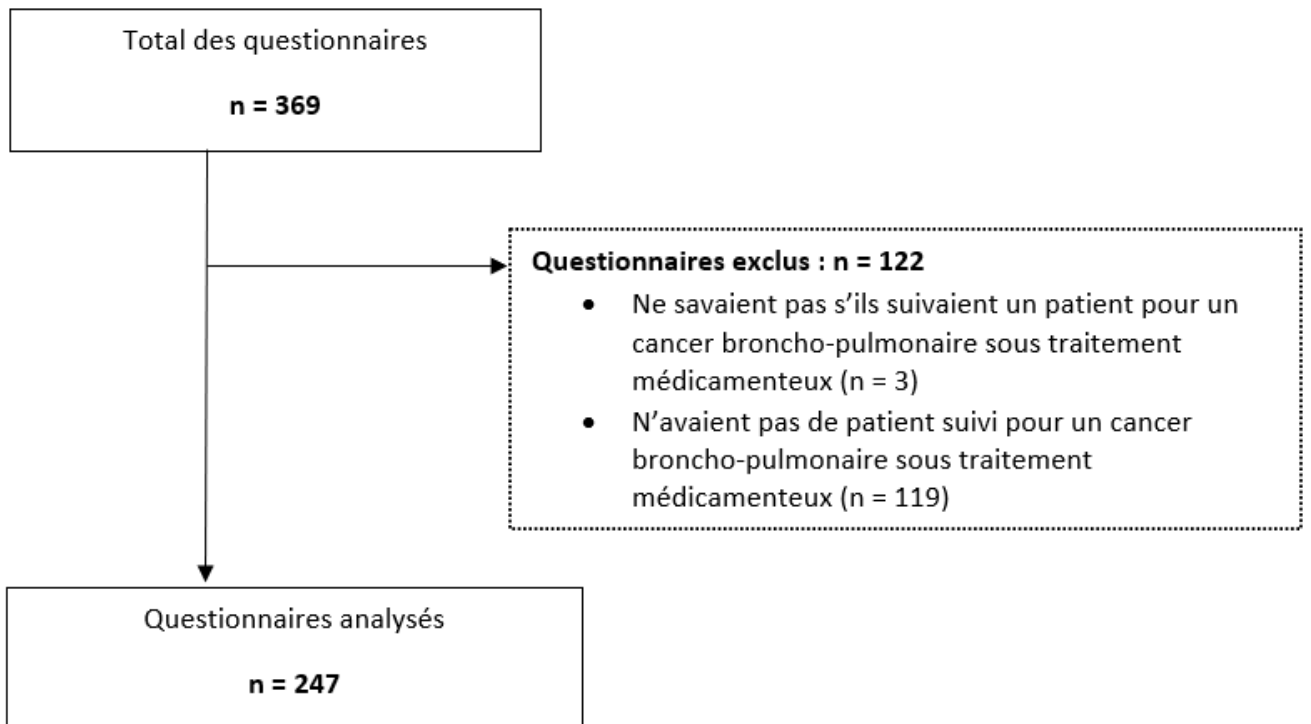 Total des questionnaires
n = 369
Questionnaires exclus : n = 122
• Ne savaient pas s’ils suivaient un patient pour un
cancer broncho-pulmonaire sous traitement
médicamenteux (n = 3)
• N’avaient pas de patient suivi pour un cancer
broncho-pulmonaire sous traitement
médicamenteux (n = 119)
Questionnaires analysés
n = 247